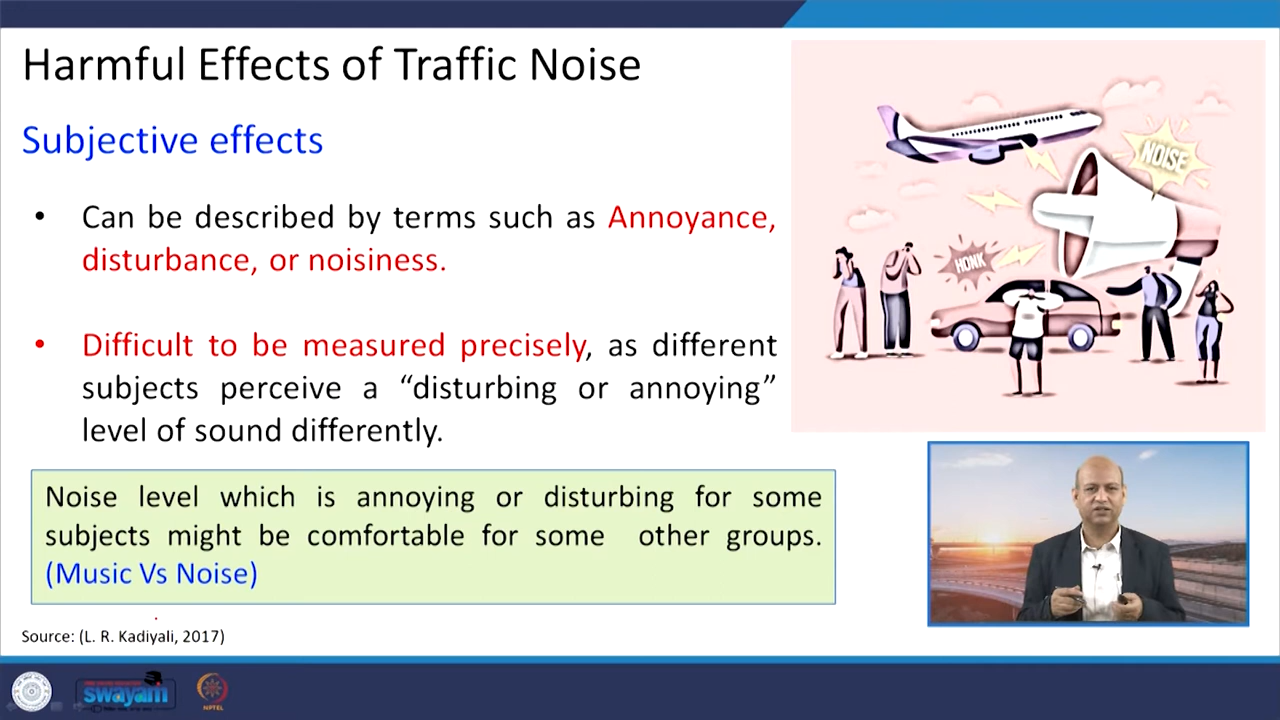 Harmful Effects of Traffic Noise
Subjective effects
• Can be described by terms such as Annoyance,
disturbance, or noisiness.
• Difficult to be measured precisely, as different
subjects perceive a “disturbing or annoying”
level of sound differently.
NOISE
HONK
Noise level which is annoying or disturbing for some
subjects might be comfortable for some other groups.
(Music Vs Noise)
Source: (L. R. Kadiyali, 2017)
swayam
NPTEL